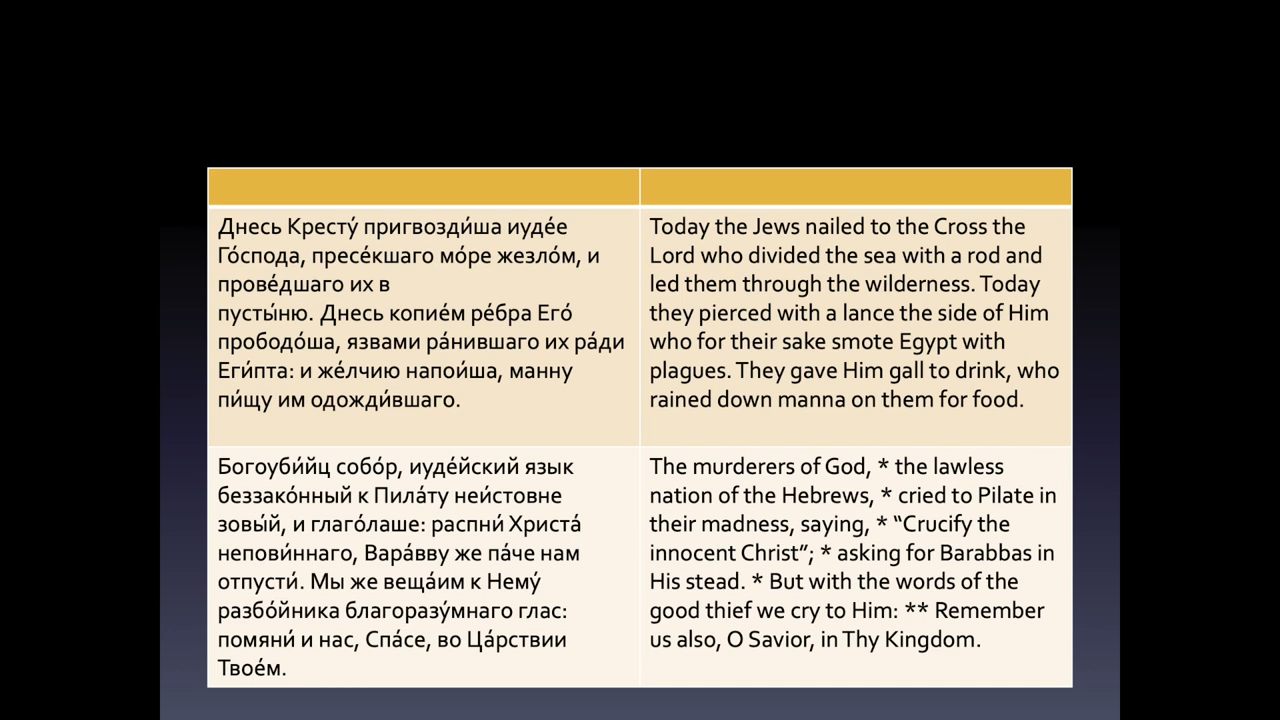 Днесь Кресту́ пригвозди́ша иуде́е
Го́спода, пресе́кшаго мо́ре жезло́м, и
прове́дшаго их в
пусты́ню. Днесь копие́м ре́бра Его́
прободо́ша, язвами ра́нившаго их ра́ди
Еги́пта: и же́лчию напои́ша, манну
пи́щу им одожди́вшаго.
Today the Jews nailed to the Cross the
Lord who divided the sea with a rod and
led them through the wilderness. Today
they pierced with a lance the side of Him
who for their sake smote Egypt with
plagues. They gave Him gall to drink, who
rained down manna on them for food.
Богоуби́йц собо́р, иуде́йский язык
беззако́нный к Пила́ту неи́стовне
зовы́й, и глаго́лаше: распни́ Христа́
непови́ннаго, Вара́вву же па́че нам
отпусти́. Мы же веща́им к Нему́
разбо́йника благоразу́мнаго глас:
помяни́ и нас, Спа́се, во Ца́рствии
Твое́м.
The murderers of God, * the lawless
nation of the Hebrews, * cried to Pilate in
their madness, saying, * “Crucify the
innocent Christ”; * asking for Barabbas in
His stead. * But with the words of the
good thief we cry to Him: ** Remember
us also, O Savior, in Thy Kingdom.